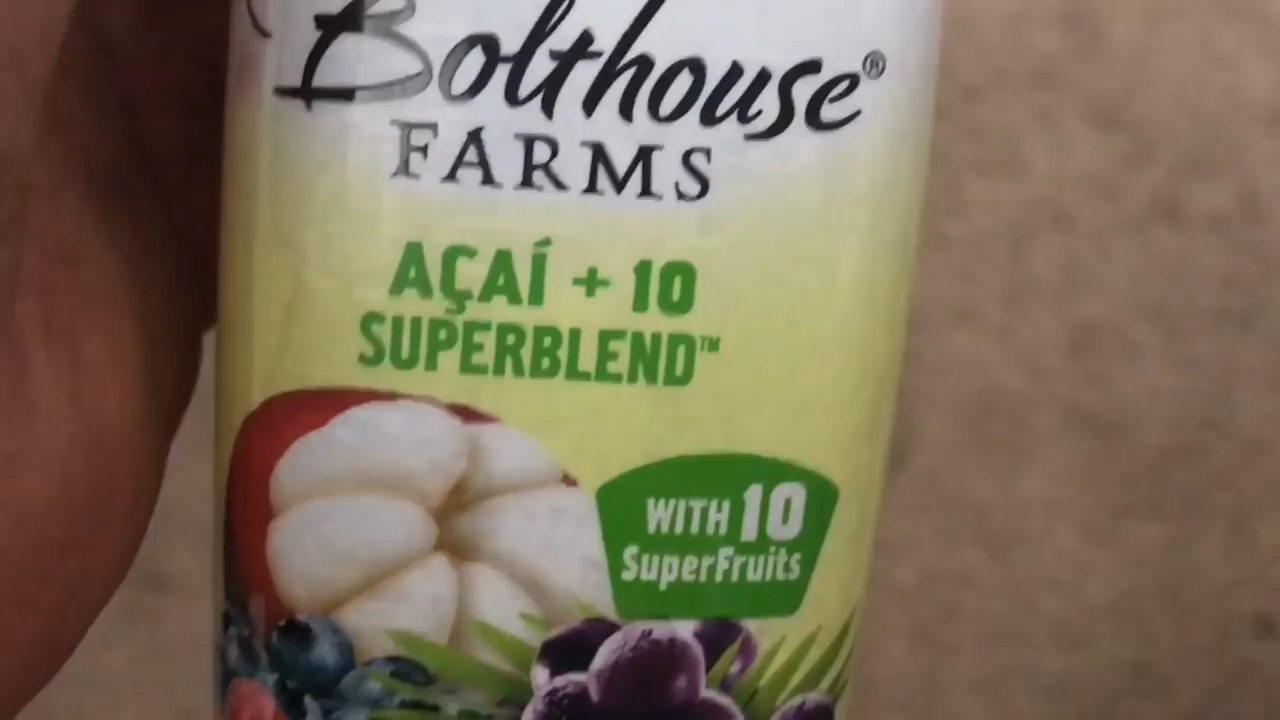 Bolthouse®
FARMS
AÇAÍ + 10
SUPERBLEND™
WITH 10
SuperFruits